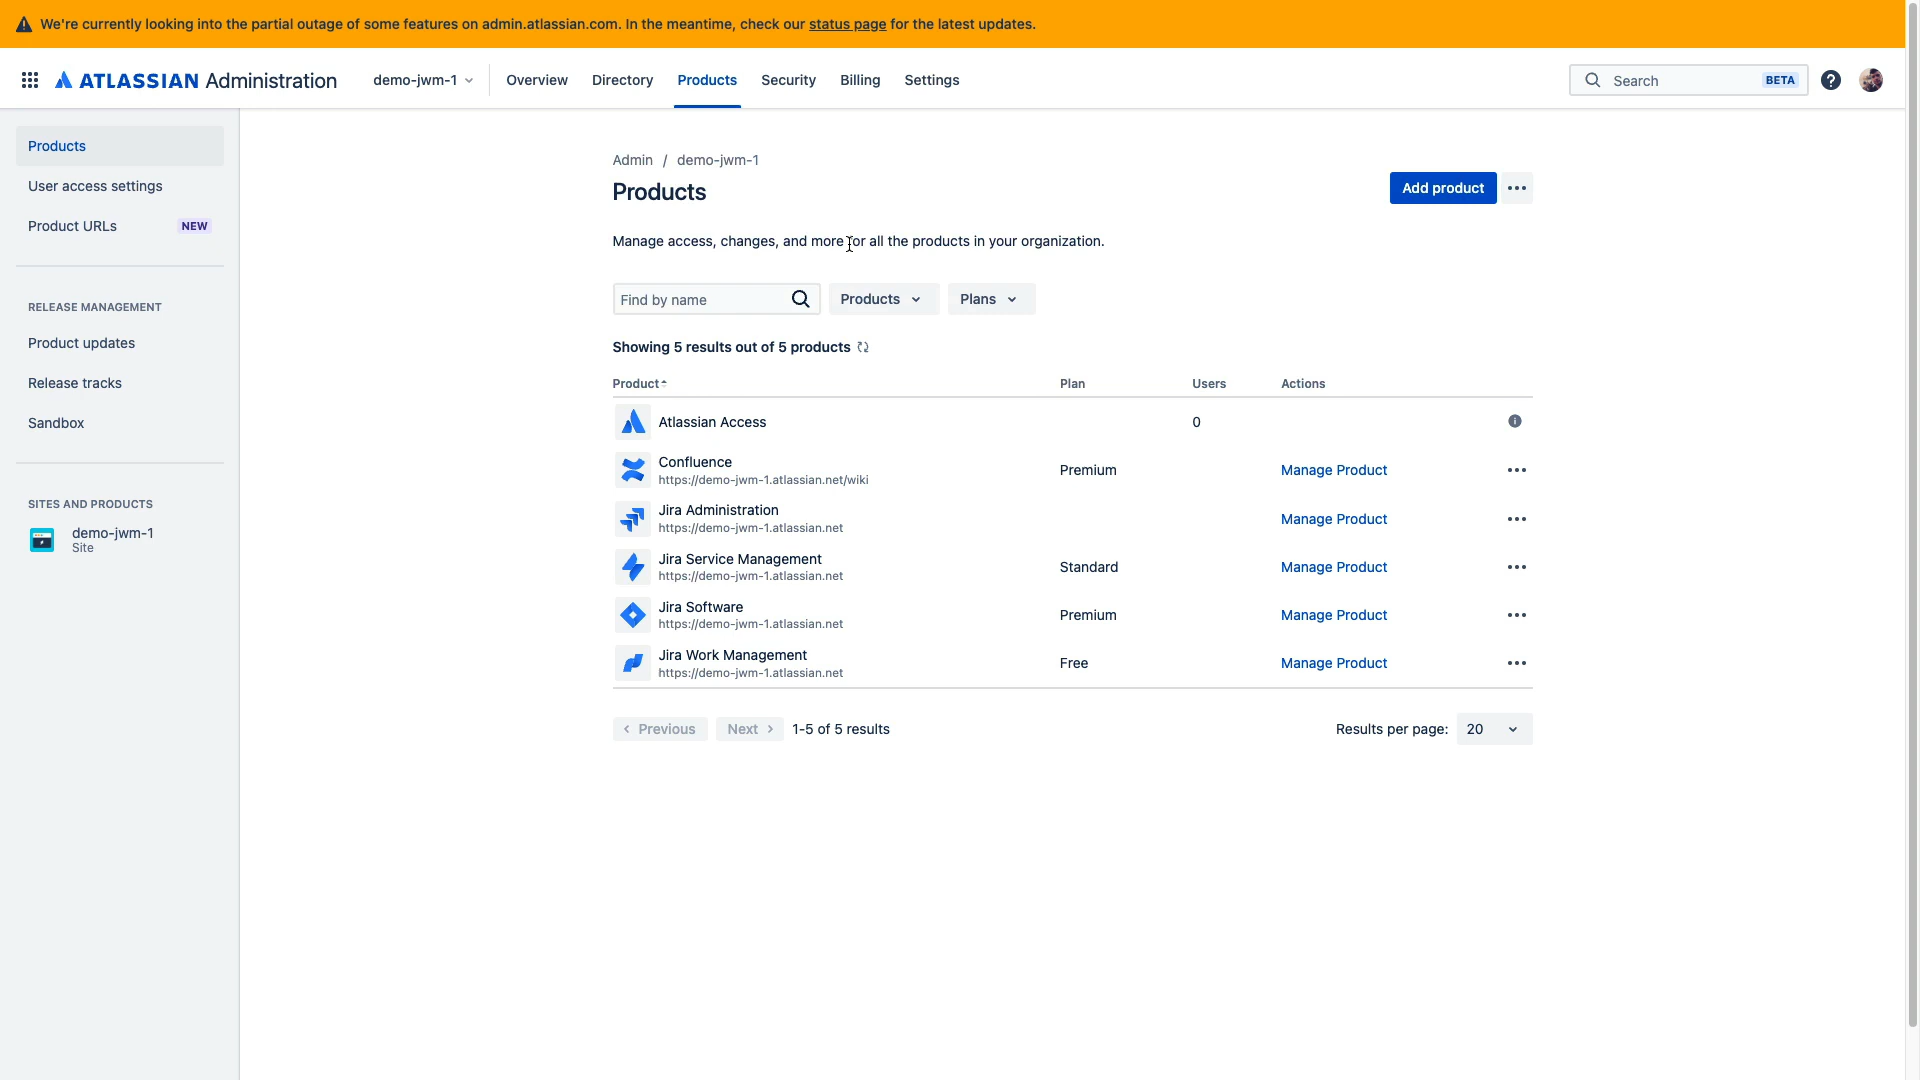 We're currently looking into the partial outage of some features on admin.atlassian.com. In the meantime, check our status page for the latest updates.
ATLASSIAN Administration
demo-jwm-1
Overview
Directory
Products
Security
Billing
Settings
Search
BETA
Products
User access settings
Product URLs
NEW
RELEASE MANAGEMENT
Product updates
Release tracks
Sandbox
SITES AND PRODUCTS
demo-jwm-1
Site
Admin / demo-jwm-1
Products
Add product
Manage access, changes, and more for all the products in your organization.
Find by name
Products
Plans
Showing 5 results out of 5 products
Product Plan Users Actions
Atlassian Access 0
Confluence
https://demo-jwm-1.atlassian.net/wiki
Premium
Manage Product
Jira Administration
https://demo-jwm-1.atlassian.net
Manage Product
Jira Service Management
https://demo-jwm-1.atlassian.net
Standard
Manage Product
Jira Software
https://demo-jwm-1.atlassian.net
Premium
Manage Product
Jira Work Management
https://demo-jwm-1.atlassian.net
Free
Manage Product
Previous
Next
1-5 of 5 results
Results per page: 20